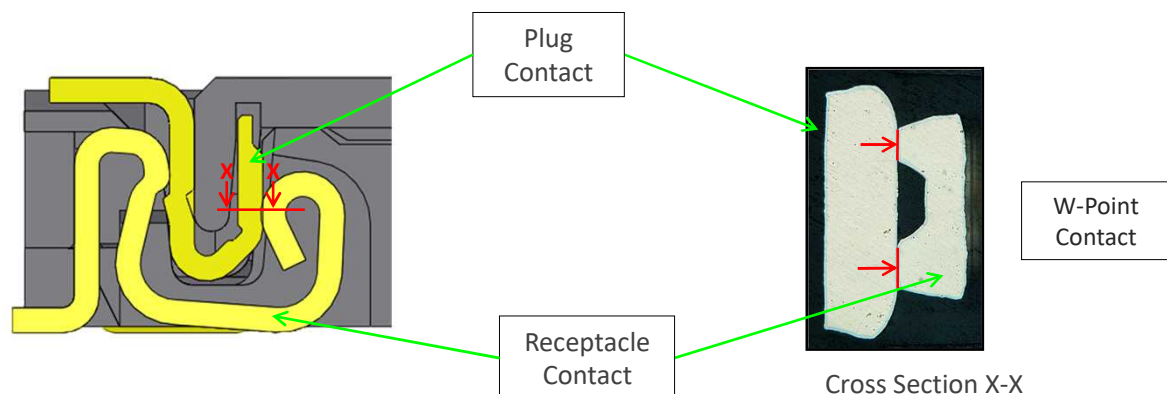 Plug
Contact
X X
W-Point
Contact
Receptacle
Contact
Cross Section X-X